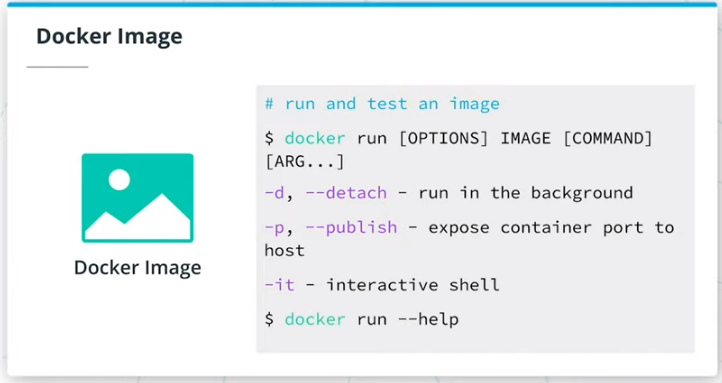 Docker Image
# run and test an image
$ docker run [OPTIONS] IMAGE [COMMAND]
[ARG...]
-d, --detach - run in the background
-p, --publish - expose container port to
host
-it - interactive shell
$ docker run --help
Docker Image